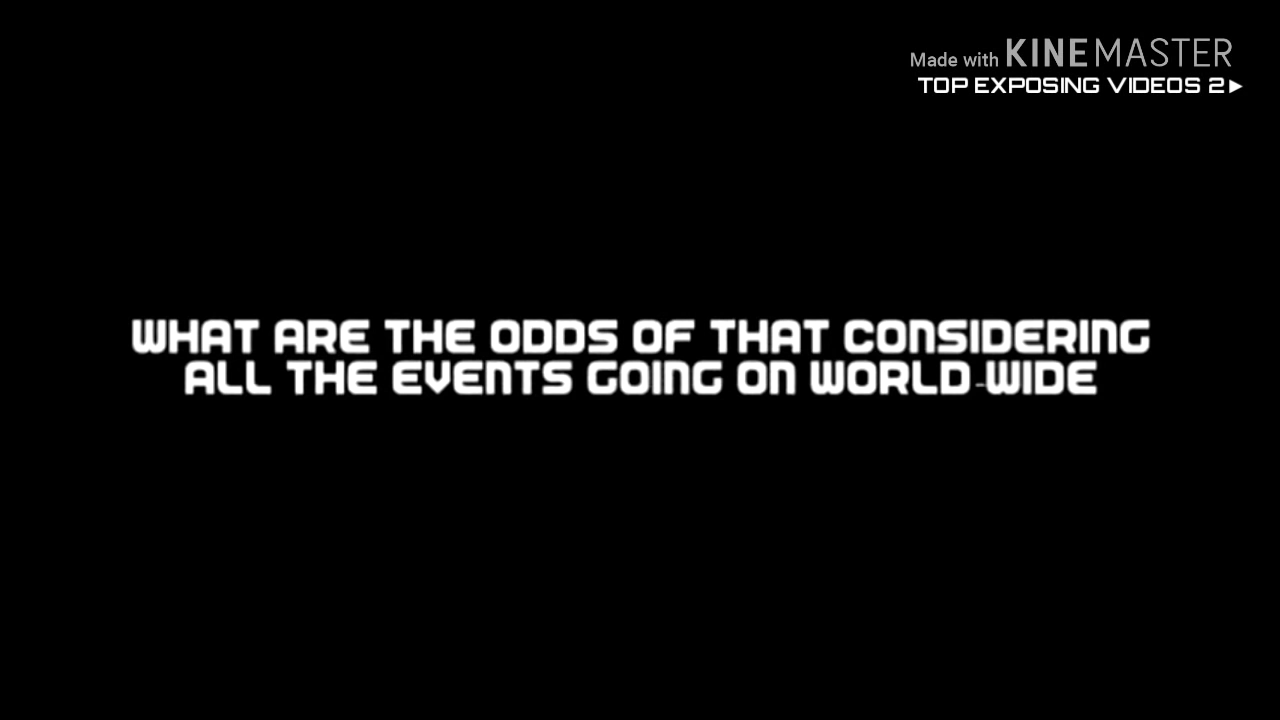 Made with KINEMASTER
TOP EXPOSING VIDEOS 2►
WHAT ARE THE ODDS OF THAT CONSIDERING
ALL THE EVENTS GOING ON WORLD-WIDE